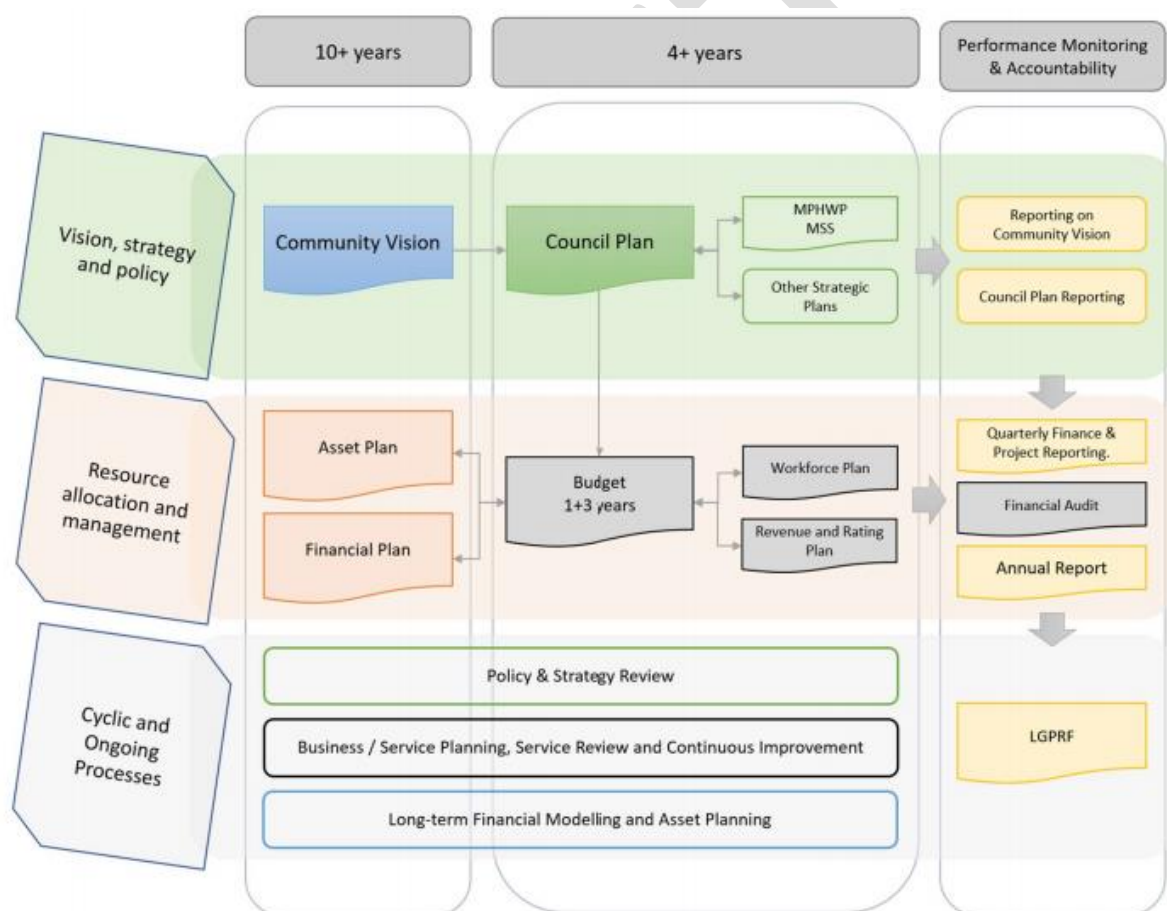 10+ years
4+ years
Performance Monitoring
& Accountability
Vision, strategy
and policy
Community Vision
Council Plan
MPHWP
MSS
Other Strategic
Plans
Reporting on
Community Vision
Council Plan Reporting
Resource
allocation and
management
Asset Plan
Financial Plan
Budget
1+3 years
Workforce Plan
Revenue and Rating
Plan
Quarterly Finance &
Project Reporting.
Financial Audit
Annual Report
Cyclic and
Ongoing
Processes
Policy & Strategy Review
Business / Service Planning, Service Review and Continuous Improvement
Long-term Financial Modelling and Asset Planning
LGPRF